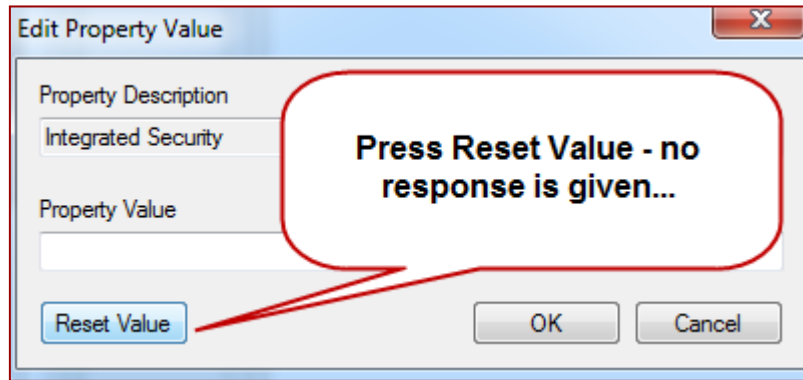 Edit Property Value
Property Description
Integrated Security
Press Reset Value - no
response is given...
Property Value
Reset Value
OK
Cancel